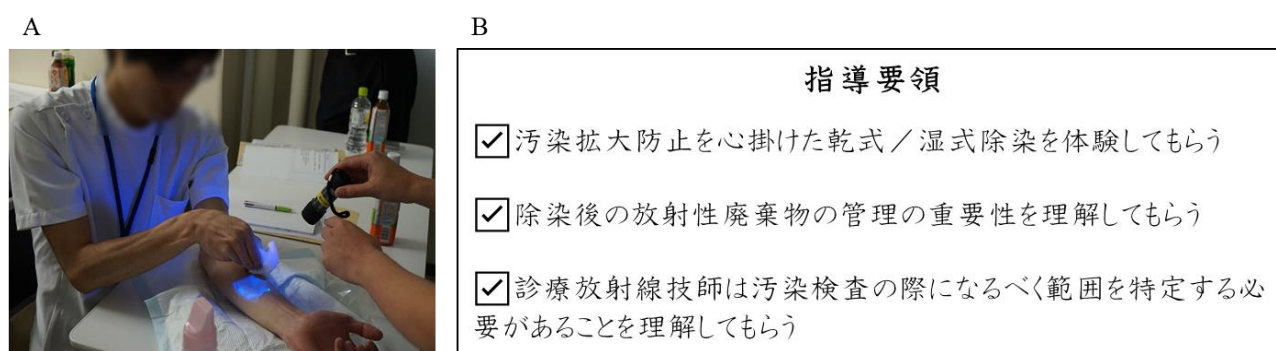 A
B
指導要領
汚染拡大防止を心掛けた乾式／湿式除染を体験してもらう
除染後の放射性廃棄物の管理の重要性を理解してもらう
診療放射線技師は汚染検査の際になるべく範囲を特定する必
要があることを理解してもらう